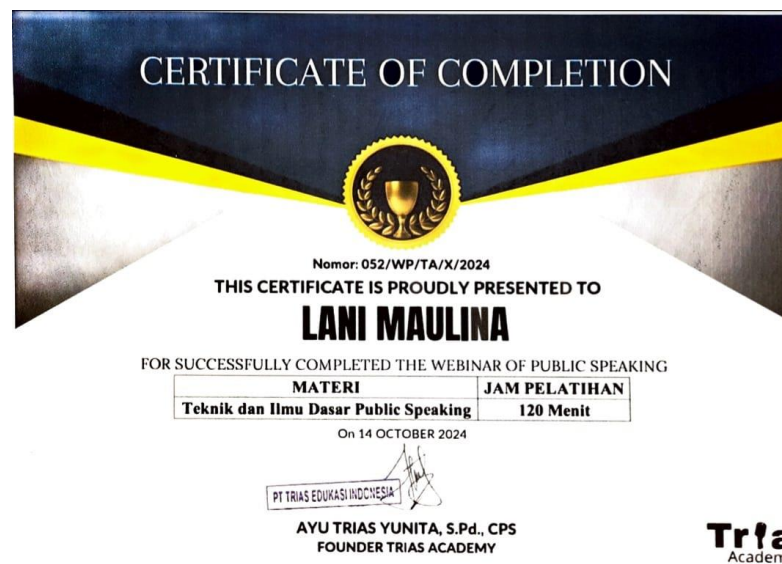 CERTIFICATE OF COMPLETION
Nomor: 052/WP/TA/X/2024
THIS CERTIFICATE IS PROUDLY PRESENTED TO
LANI MAULINA
FOR SUCCESSFULLY COMPLETED THE WEBINAR OF PUBLIC SPEAKING
MATERI JAM PELATIHAN
Teknik dan Ilmu Dasar Public Speaking 120 Menit
On 14 OCTOBER 2024
PT TRIAS EDUKASI INDONESIA
AYU TRIAS YUNITA, S.Pd., CPS
FOUNDER TRIAS ACADEMY